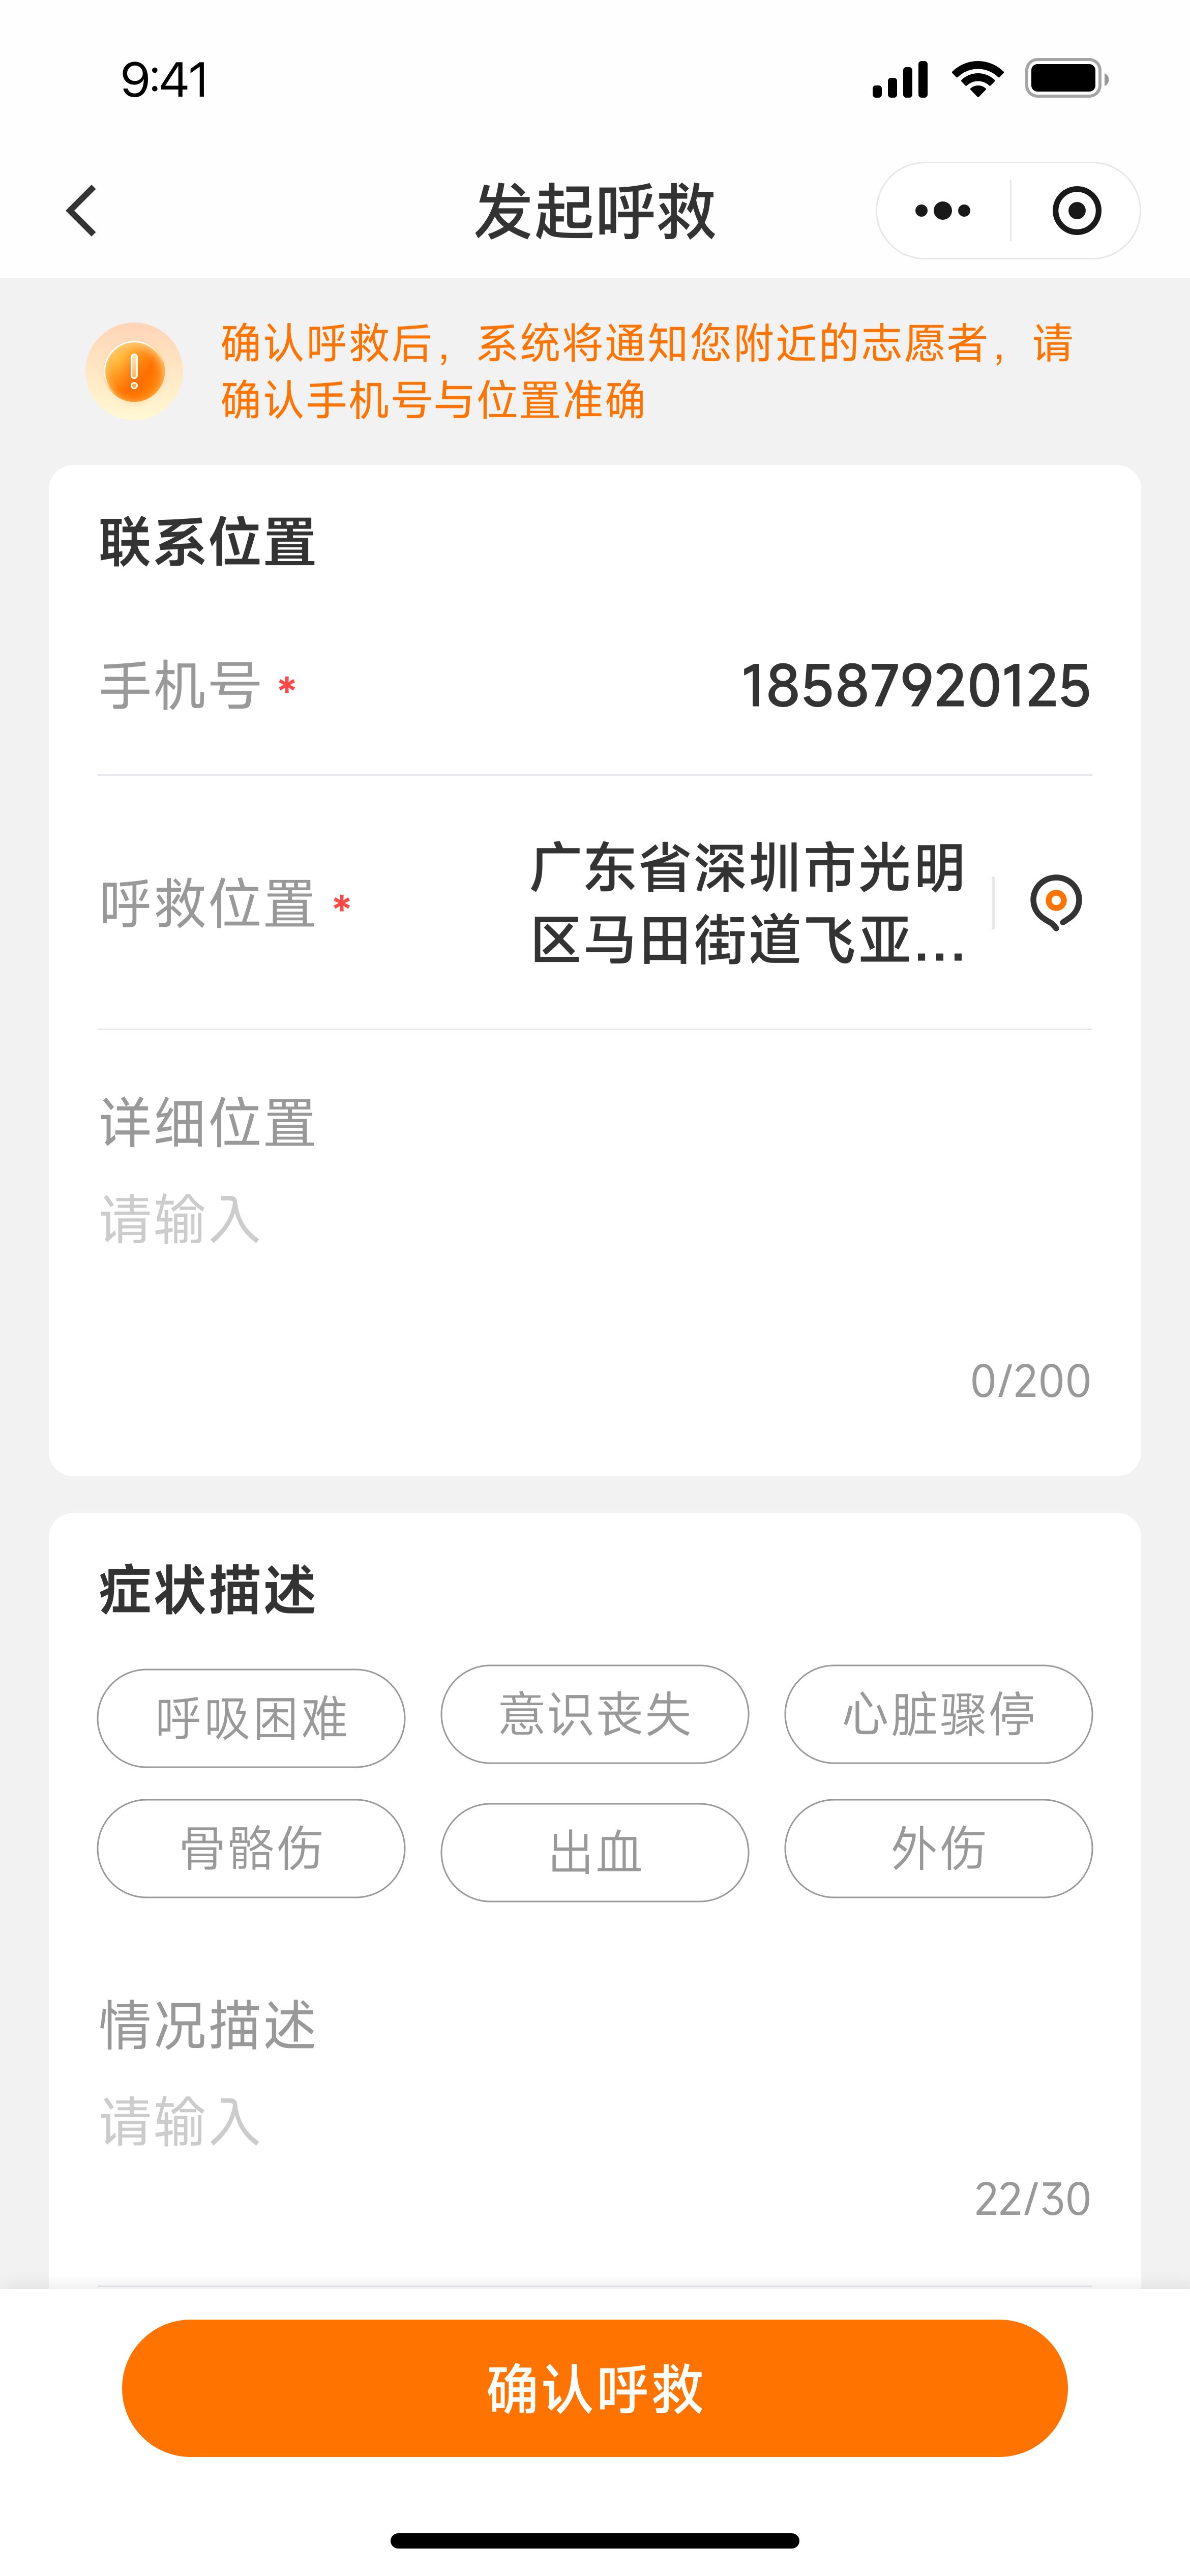 9:41
发起呼救
确认呼救后，系统将通知您附近的志愿者，请
确认手机号与位置准确
联系位置
手机号 * 18587920125
呼救位置 * 广东省深圳市光明
区马田街道飞亚...
详细位置
请输入
0/200
症状描述
呼吸困难 意识丧失 心脏骤停
骨骼伤 出血 外伤
情况描述
请输入
22/30
确认呼救